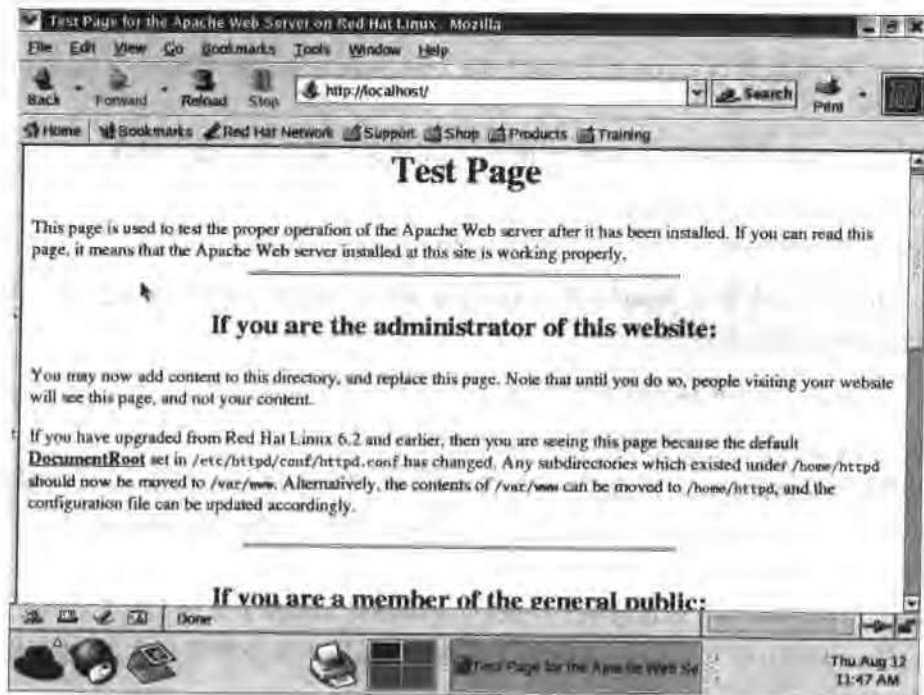 Test Page for the Apache Web Server on Red Hat Linux - Mozilla
File Edit View Go Bookmarks Tools Window Help
Back Forward Reload Stop http://localhost/ Search Print
Home Bookmarks Red Hat Network Support Shop Products Training
Test Page
This page is used to test the proper operation of the Apache Web server after it has been installed. If you can read this
page, it means that the Apache Web server installed at this site is working properly.
If you are the administrator of this website:
You may now add content to this directory, and replace this page. Note that until you do so, people visiting your website
will see this page, and not your content.
If you have upgraded from Red Hat Linux 6.2 and earlier, then you are seeing this page because the default
DocumentRoot set in /etc/httpd/conf/httpd.conf has changed. Any subdirectories which existed under /home/httpd
should now be moved to /var/www. Alternatively, the contents of /var/www can be moved to /home/httpd, and the
configuration file can be updated accordingly.
If you are a member of the general public:
Done
Test Page for the Apache Web Se
Thu Aug 12
11:47 AM